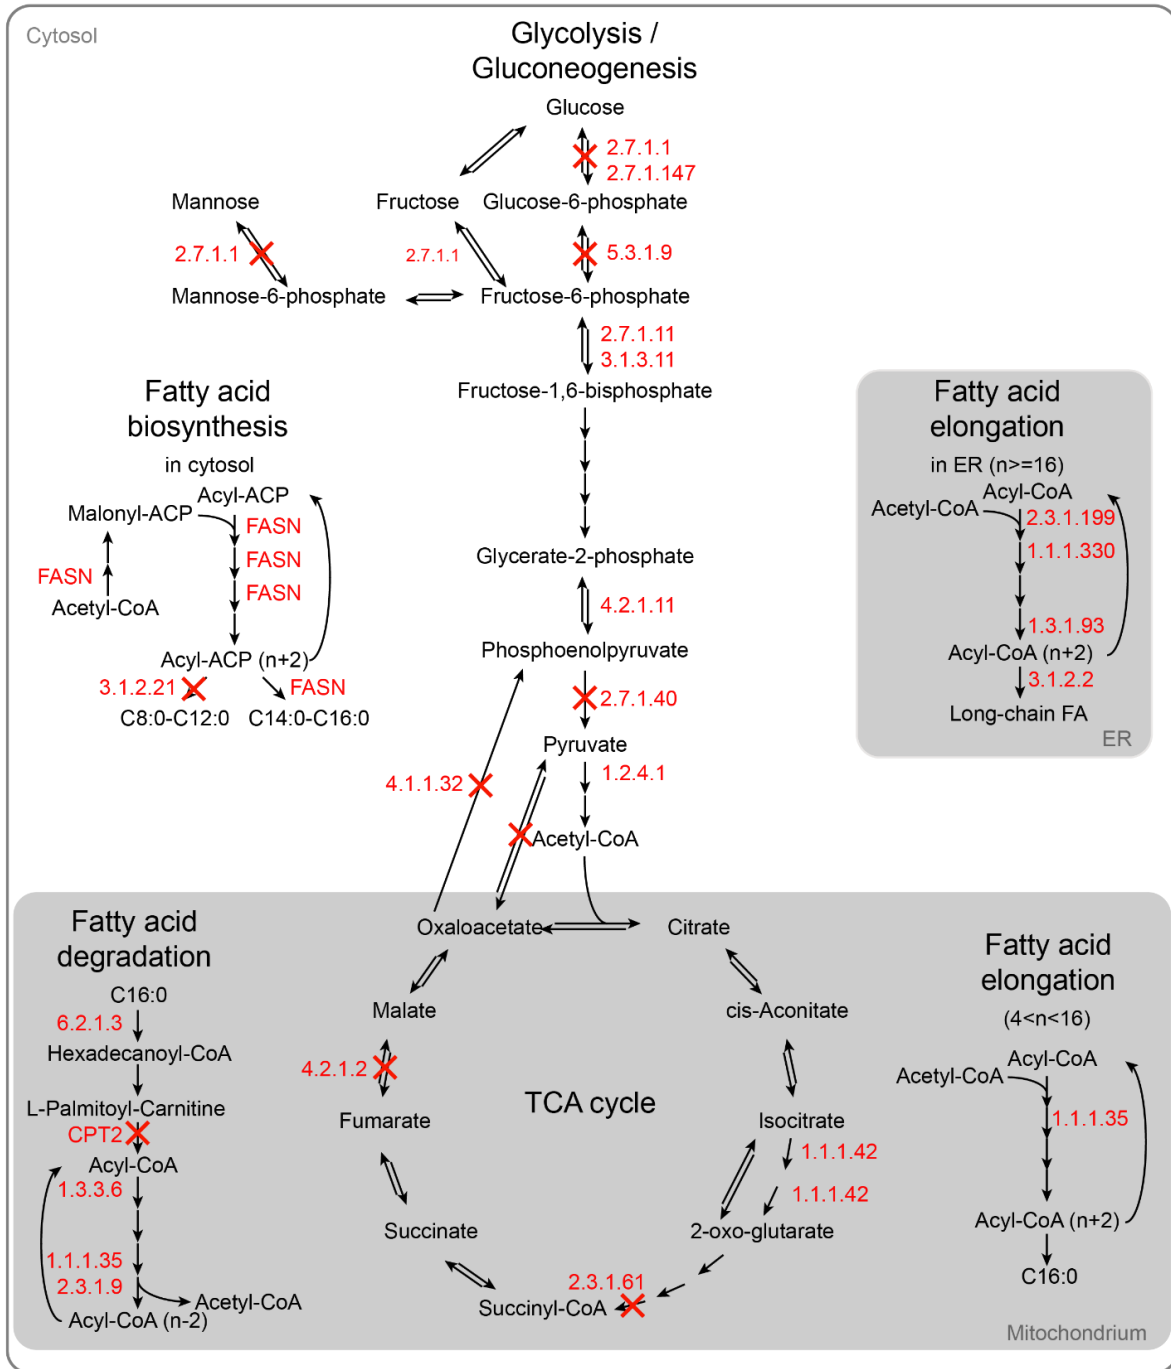 Cytosol
Glycolysis /
Gluconeogenesis
Glucose
2.7.1.1
2.7.1.147
Mannose
Fructose
Glucose-6-phosphate
2.7.1.1
2.7.1.1
5.3.1.9
Mannose-6-phosphate
Fructose-6-phosphate
2.7.1.11
3.1.3.11
Fructose-1,6-bisphosphate
Fatty acid
biosynthesis
in cytosol
Acyl-ACP
Malonyl-ACP
FASN
FASN
FASN
FASN
Acetyl-CoA
Acyl-ACP (n+2)
3.1.2.21
FASN
C8:0-C12:0
C14:0-C16:0
Fatty acid
elongation
in ER (n>=16)
Acyl-CoA
Acetyl-CoA
2.3.1.199
1.1.1.330
1.3.1.93
Acyl-CoA (n+2)
3.1.2.2
Long-chain FA
ER
Glycerate-2-phosphate
4.2.1.11
Phosphoenolpyruvate
2.7.1.40
Pyruvate
4.1.1.32
1.2.4.1
Acetyl-CoA
Fatty acid
degradation
C16:0
6.2.1.3
Hexadecanoyl-CoA
L-Palmitoyl-Carnitine
CPT2
Acyl-CoA
1.3.3.6
1.1.1.35
2.3.1.9
Acetyl-CoA
Acyl-CoA (n-2)
Oxaloacetate
Citrate
Malate
cis-Aconitate
4.2.1.2
TCA cycle
Fumarate
Isocitrate
1.1.1.42
1.1.1.42
Succinate
2-oxo-glutarate
2.3.1.61
Succinyl-CoA
Fatty acid
elongation
(4<n<16)
Acyl-CoA
Acetyl-CoA
1.1.1.35
Acyl-CoA (n+2)
C16:0
Mitochondrium